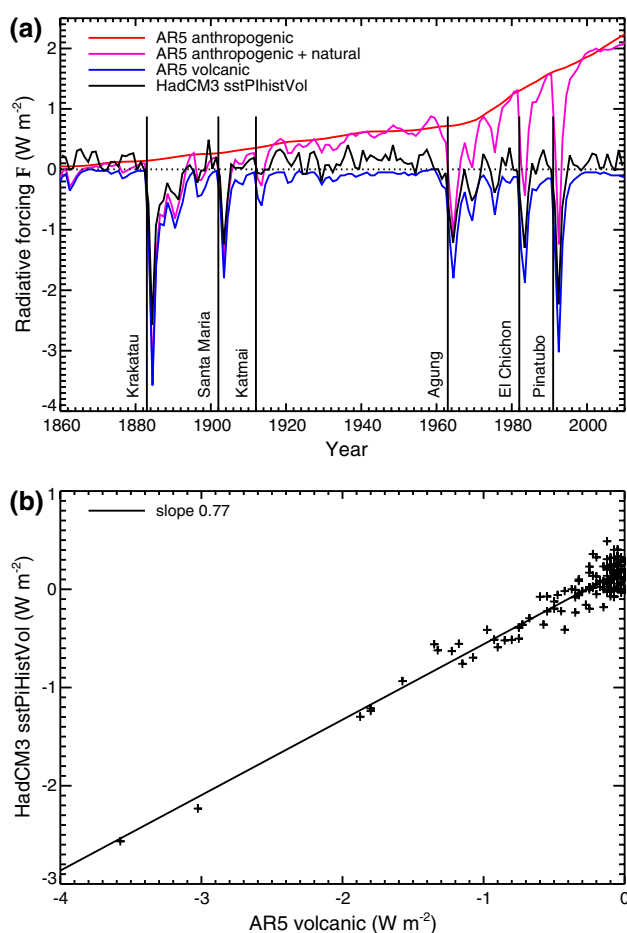 (a)
AR5 anthropogenic
AR5 anthropogenic + natural
AR5 volcanic
HadCM3 sstPIhistVol
2
1
0
-1
-2
-3
-4
Radiative forcing F (W m-2)
Krakatau
Santa Maria
Katmai
Agung
El Chichon
Pinatubo
1860 1880 1900 1920 1940 1960 1980 2000
Year
(b)
slope 0.77
1
0
-1
-2
-3
HadCM3 sstPiHistVol (W m-2)
-4 -3 -2 -1 0
AR5 volcanic (W m-2)